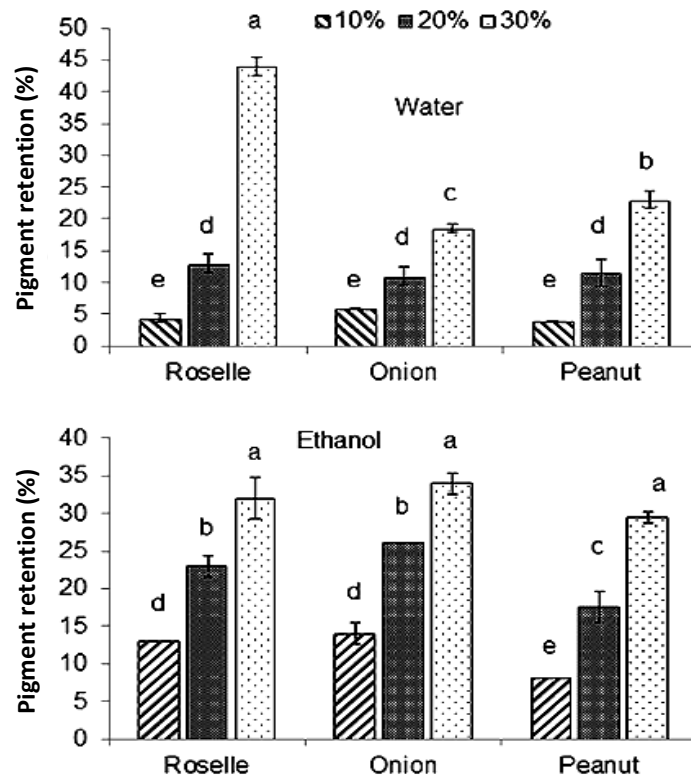 10% 20% 30%
Pigment retention (%)
50
45
40
35
30
25
20
15
10
5
0
Water
a
b
c
d
d
d
e
e
e
Roselle Onion Peanut
Ethanol
Pigment retention (%)
40
35
30
25
20
15
10
5
0
a
a
a
b
b
c
d
d
e
Roselle Onion Peanut